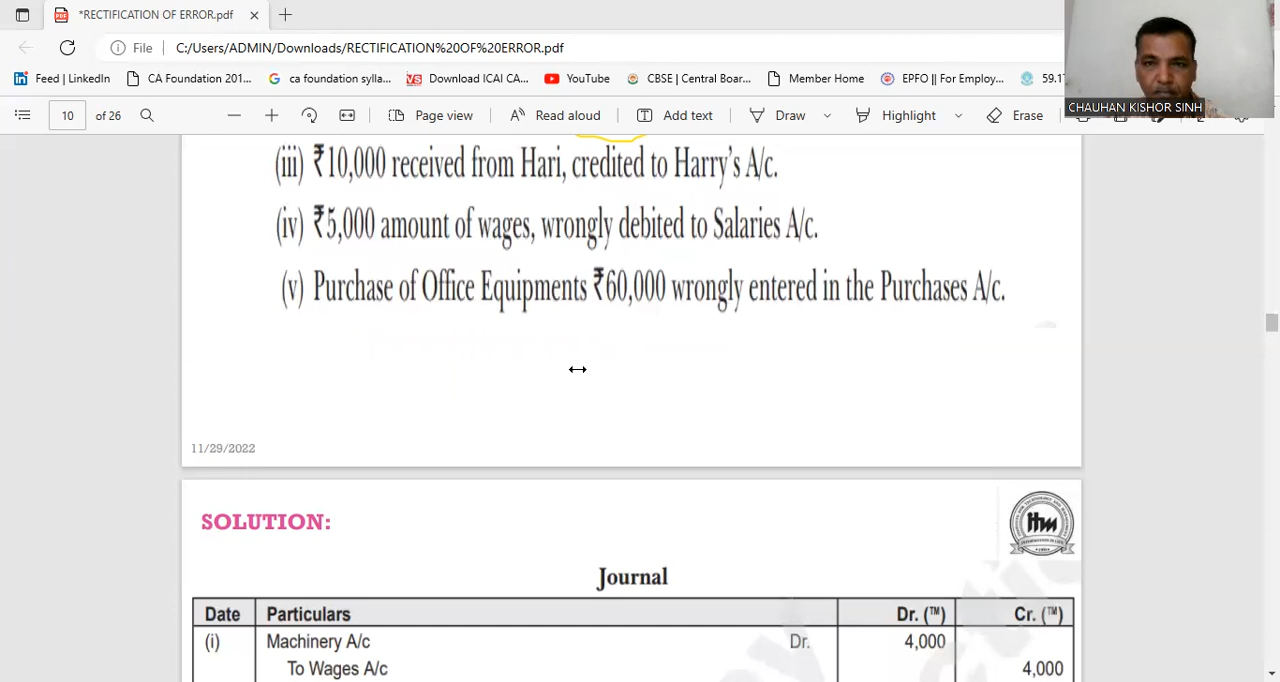 *RECTIFICATION OF ERROR.pdf
File C:/Users/ADMIN/Downloads/RECTIFICATION%20OF%20ERROR.pdf
Feed | LinkedIn CA Foundation 201... ca foundation sylla... Download ICAI CA... YouTube CBSE | Central Boar... Member Home EPFO || For Employ...
CHAUHAN KISHOR SINH
10 of 26 Page view Read aloud Add text Draw Highlight Erase
(iii) ₹10,000 received from Hari, credited to Harry's A/c.
(iv) ₹5,000 amount of wages, wrongly debited to Salaries A/c.
(v) Purchase of Office Equipments ₹60,000 wrongly entered in the Purchases A/c.
11/29/2022
SOLUTION:
itm
Journal
Date Particulars Dr. (™) Cr. (™)
(i) Machinery A/c Dr. 4,000
To Wages A/c 4,000